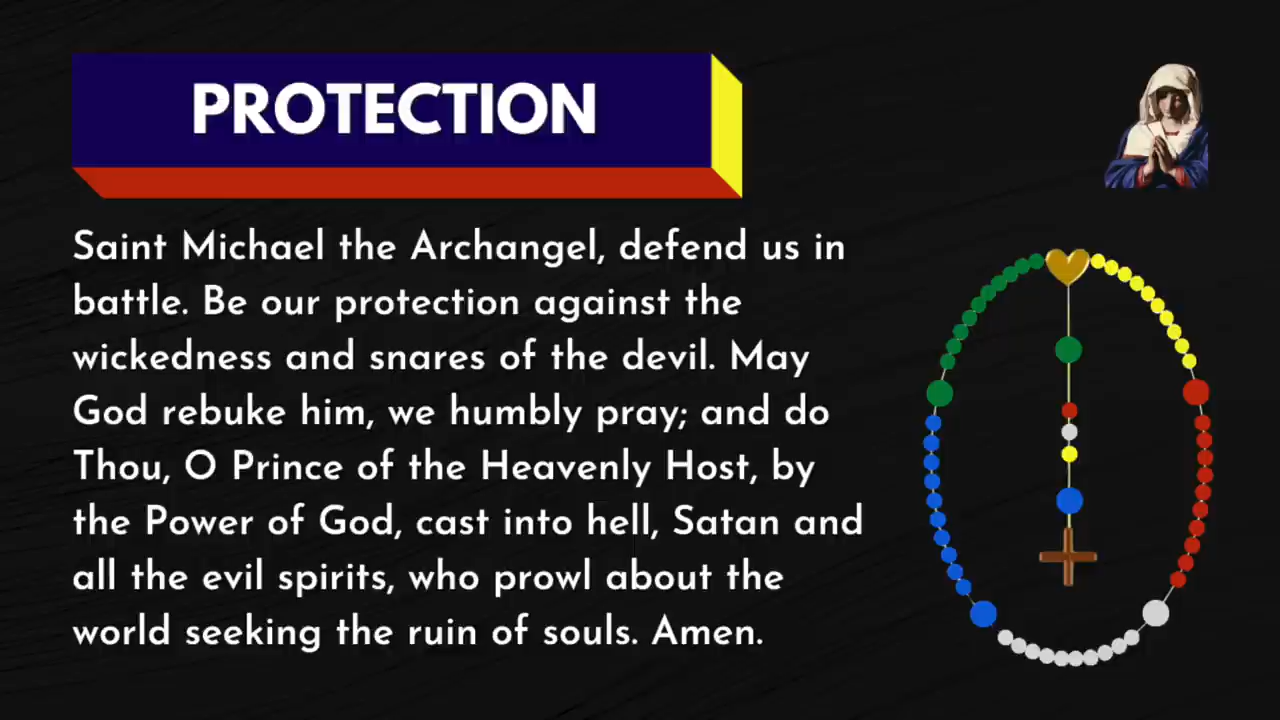 PROTECTION
Saint Michael the Archangel, defend us in
battle. Be our protection against the
wickedness and snares of the devil. May
God rebuke him, we humbly pray; and do
Thou, O Prince of the Heavenly Host, by
the Power of God, cast into hell, Satan and
all the evil spirits, who prowl about the
world seeking the ruin of souls. Amen.